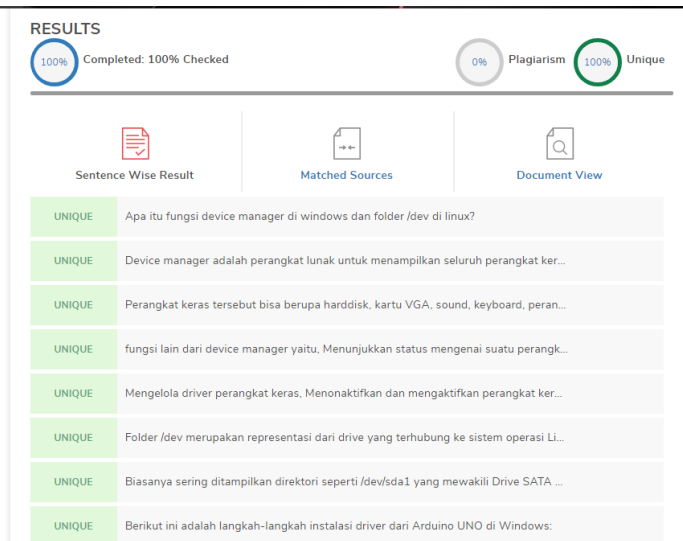 RESULTS
100% Completed: 100% Checked 0% Plagiarism 100% Unique
Sentence Wise Result Matched Sources Document View
UNIQUE Apa itu fungsi device manager di windows dan folder /dev di linux?
UNIQUE Device manager adalah perangkat lunak untuk menampilkan seluruh perangkat ker...
UNIQUE Perangkat keras tersebut bisa berupa harddisk, kartu VGA, sound, keyboard, peran...
UNIQUE fungsi lain dari device manager yaitu, Menunjukkan status mengenai suatu perangk...
UNIQUE Mengelola driver perangkat keras, Menonaktifkan dan mengaktifkan perangkat ker...
UNIQUE Folder /dev merupakan representasi dari drive yang terhubung ke sistem operasi Li...
UNIQUE Biasanya sering ditampilkan direktori seperti /dev/sda1 yang mewakili Drive SATA ...
UNIQUE Berikut ini adalah langkah-langkah instalasi driver dari Arduino UNO di Windows: